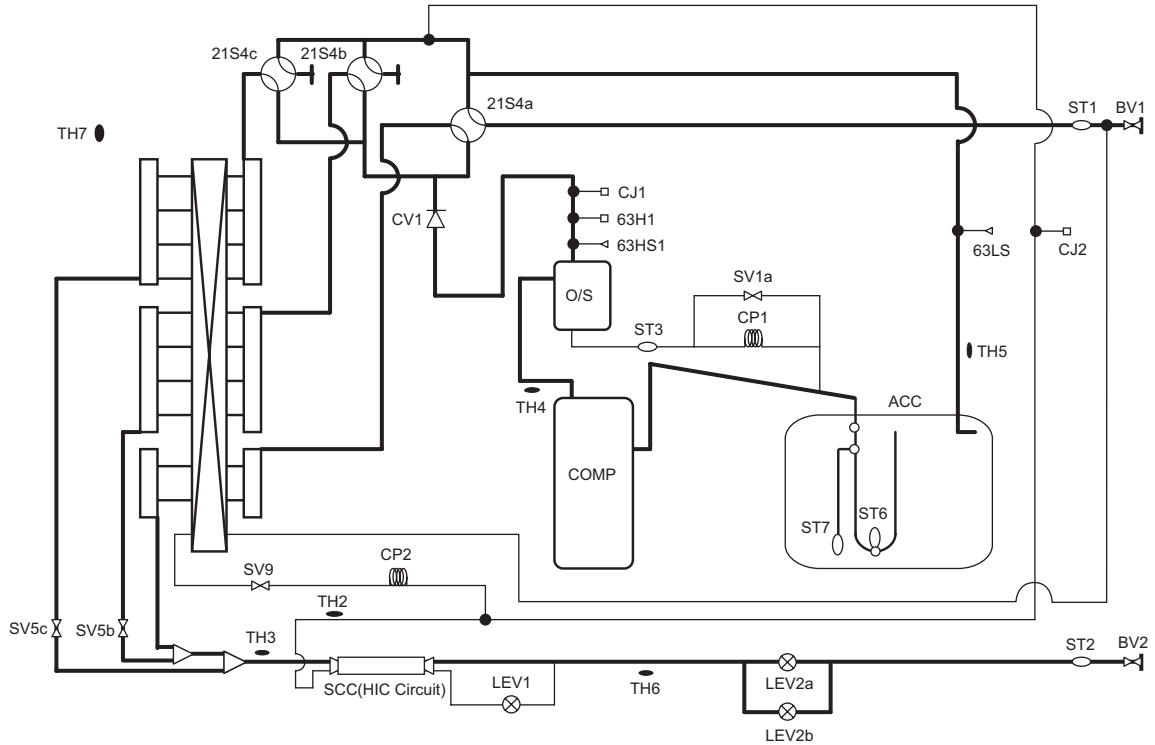 21S4c
21S4b
21S4a
ST1
BV1
TH7
CJ1
CV1
63H1
63HS1
63LS
CJ2
O/S
SV1a
ST3
CP1
TH5
TH4
ACC
COMP
ST7
ST6
CP2
SV9
TH2
SV5c
SV5b
TH3
ST2
BV2
SCC(HIC Circuit)
LEV1
TH6
LEV2a
LEV2b